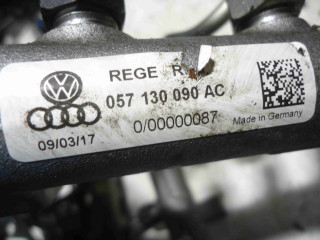 REGE R
057 130 090 AC
09/03/17
0/00000087
Made in Germany